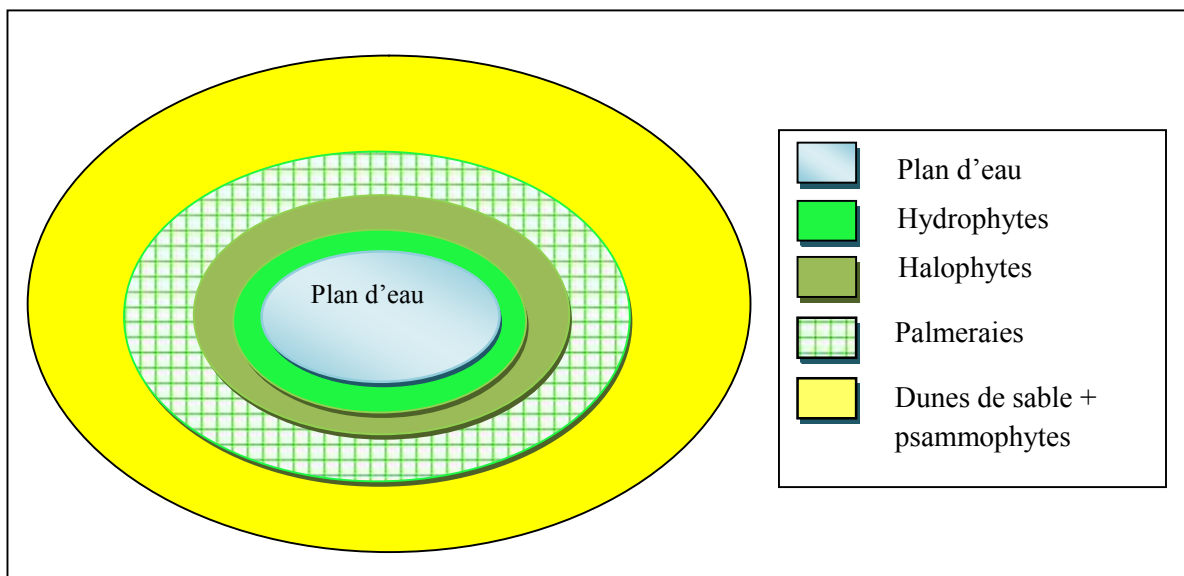 Plan d'eau
Plan d'eau
Hydrophytes
Halophytes
Palmeraies
Dunes de sable +
psammophytes